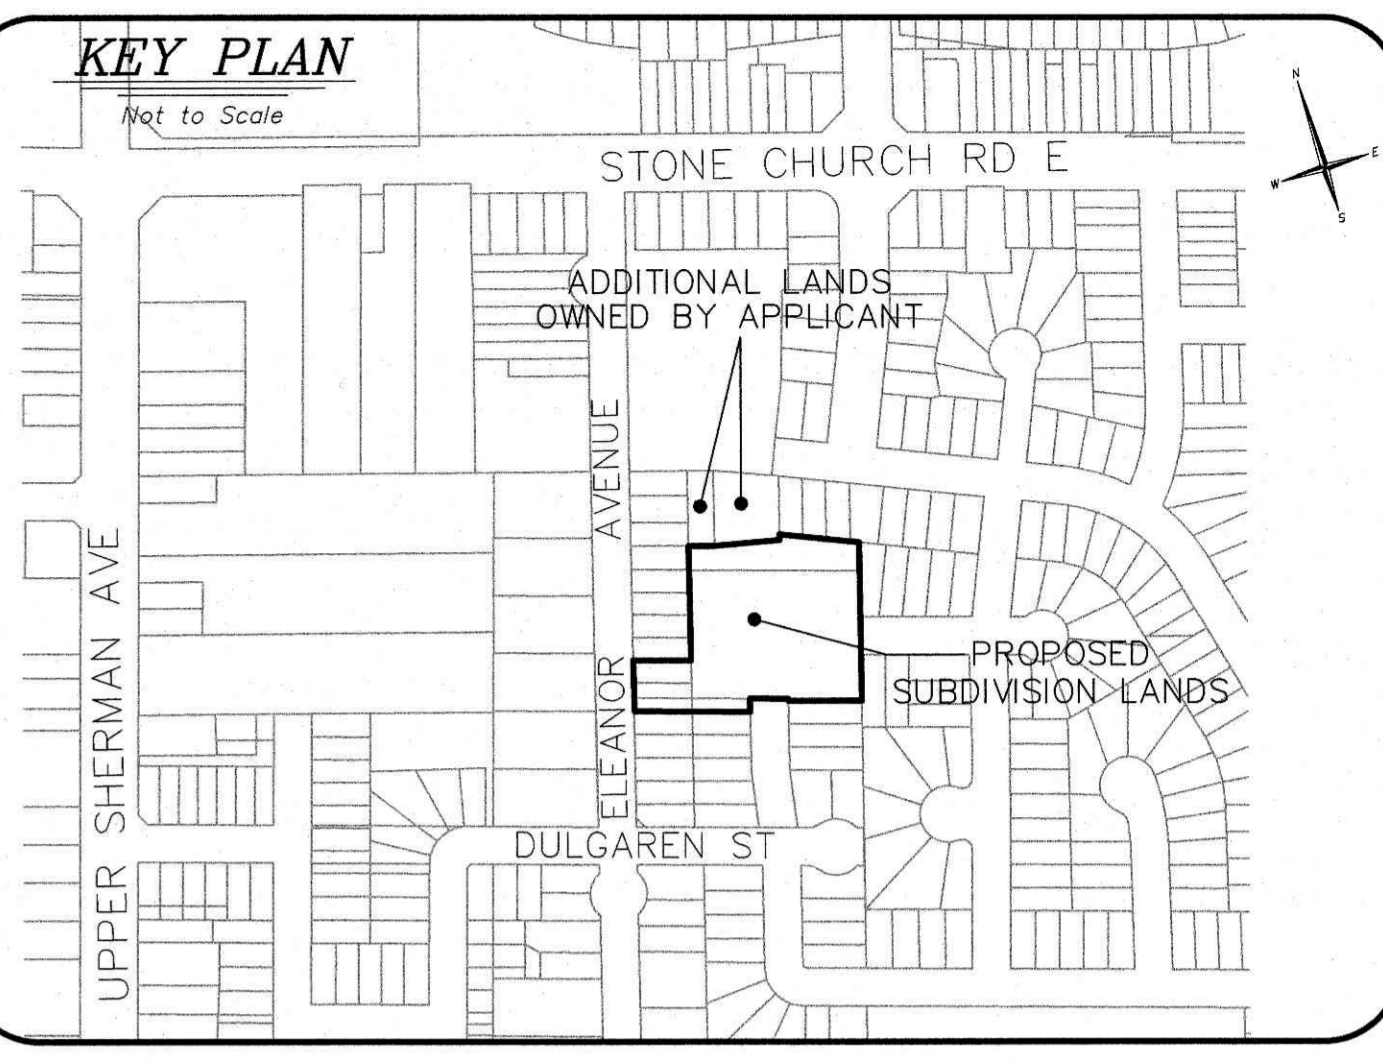 KEY PLAN
Not to Scale
N
E
W
S
STONE CHURCH RD E
ADDITIONAL LANDS
OWNED BY APPLICANT
ELEANOR AVENUE
UPPER SHERMAN AVE
PROPOSED
SUBDIVISION LANDS
DULGAREN ST